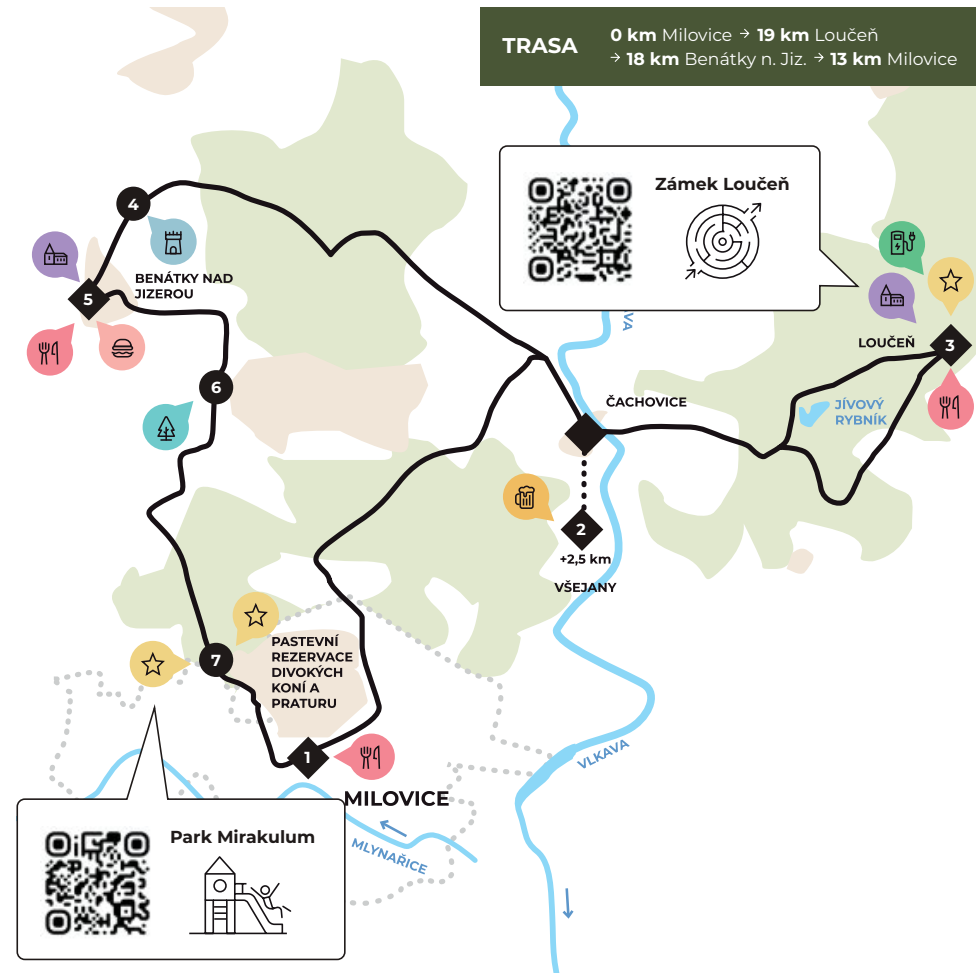 TRASA
0 km Milovice → 19 km Loučeň
→ 18 km Benátky n. Jiz. → 13 km Milovice
Zámek Loučeň
4
BENÁTKY NAD
JIZEROU
5
LOUČEŇ
3
6
ČACHOVICE
JÍVOVÝ
RYBNÍK
2
+2,5 km
VŠEJANY
7
PASTEVNÍ
REZERVACE
DIVOKÝCH
KONÍ A
PRATURU
1
VLKAVA
MILOVICE
MLYNAŘICE
Park Mirakulum